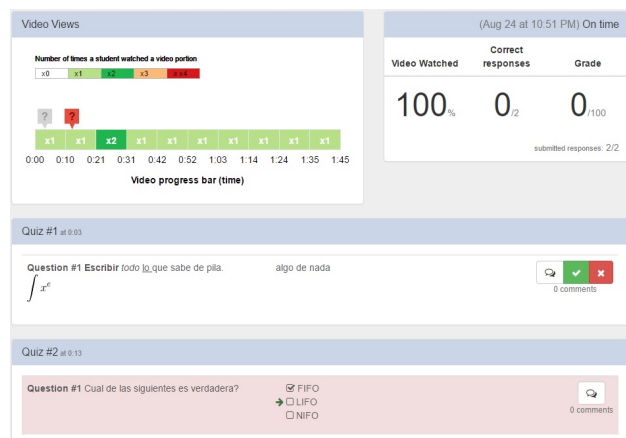 Video Views
(Aug 24 at 10:51 PM) On time
Number of times a student watched a video portion
x0 x1 x2 x3 ≥x4
? ?
x1 x1 x2 x1 x1 x1 x1 x1 x1 x1
0:00 0:10 0:21 0:31 0:42 0:52 1:03 1:14 1:24 1:35 1:45
Video progress bar (time)
Video Watched
Correct responses
Grade
100%
0/2
0/100
submitted responses: 2/2
Quiz #1 at 0:03
Question #1 Escribir todo lo que sabe de pila.
algo de nada
∫ xᵉ
0 comments
Quiz #2 at 0:13
Question #1 Cual de las siguientes es verdadera?
FIFO
LIFO
NIFO
0 comments